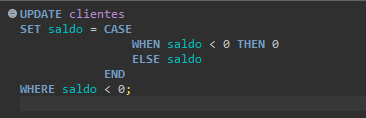 UPDATE clientes
SET saldo = CASE
WHEN saldo < 0 THEN 0
ELSE saldo
END
WHERE saldo < 0;